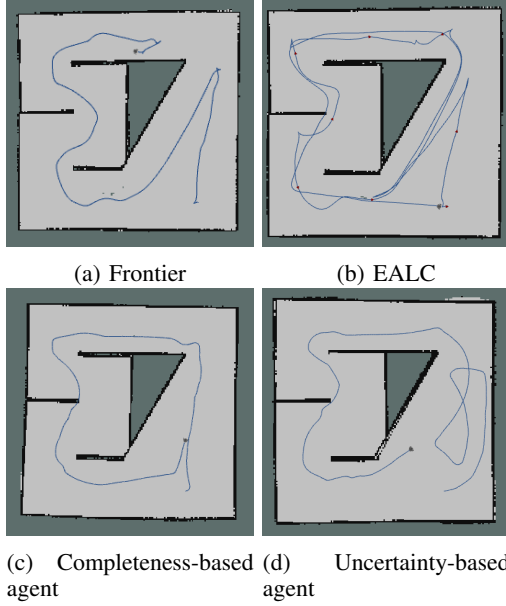 (a) Frontier
(b) EALC
(c) Completeness-based agent
(d) Uncertainty-based agent